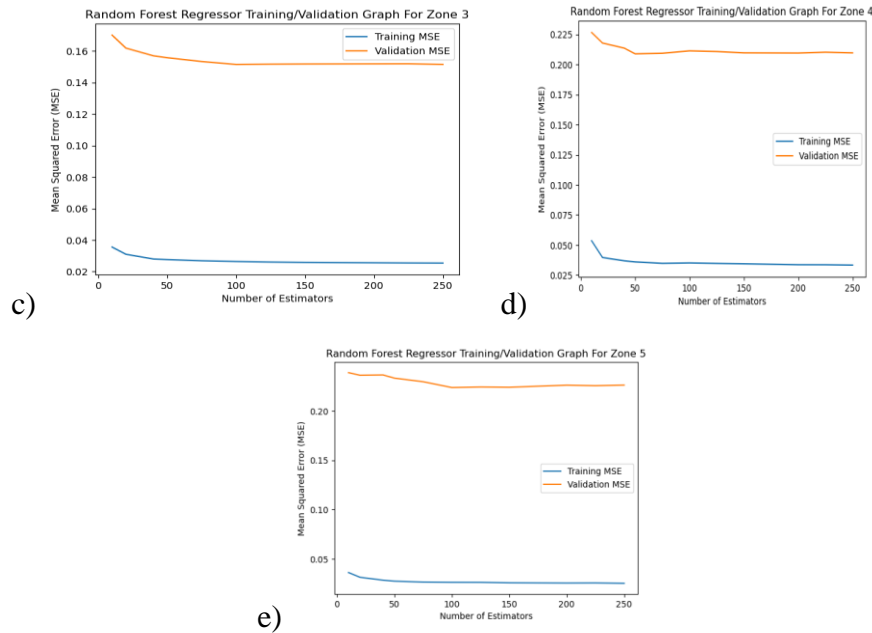 Random Forest Regressor Training/Validation Graph For Zone 3
Mean Squared Error (MSE)
0.16
0.14
0.12
0.10
0.08
0.06
0.04
0.02
Training MSE
Validation MSE
0 50 100 150 200 250
Number of Estimators
c)
Random Forest Regressor Training/Validation Graph For Zone 4
Mean Squared Error (MSE)
0.225
0.200
0.175
0.150
0.125
0.100
0.075
0.050
0.025
Training MSE
Validation MSE
0 50 100 150 200 250
Number of Estimators
d)
Random Forest Regressor Training/Validation Graph For Zone 5
Mean Squared Error (MSE)
0.20
0.15
0.10
0.05
Training MSE
Validation MSE
0 50 100 150 200 250
Number of Estimators
e)